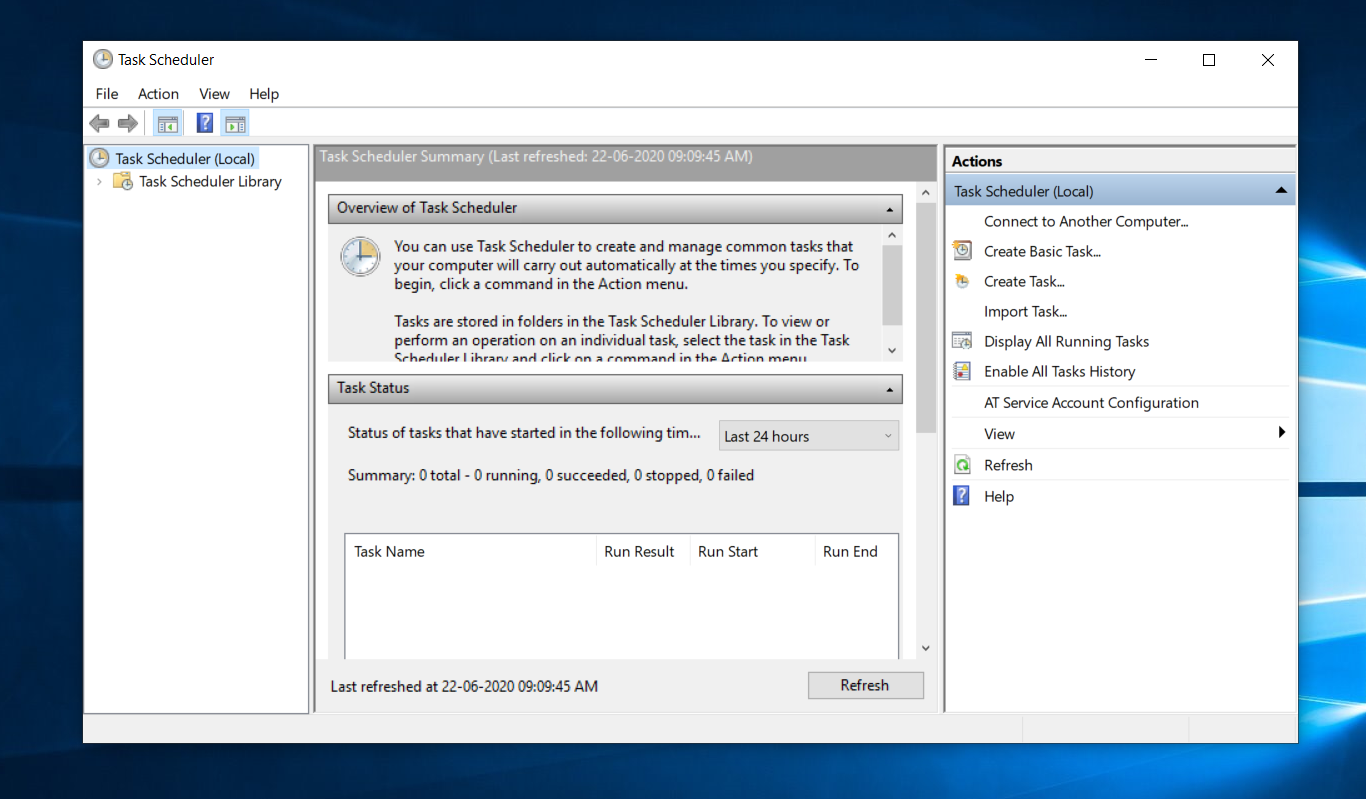 Task Scheduler
File Action View Help
Task Scheduler (Local)
Task Scheduler Library
Task Scheduler Summary (Last refreshed: 22-06-2020 09:09:45 AM)
Overview of Task Scheduler
You can use Task Scheduler to create and manage common tasks that
your computer will carry out automatically at the times you specify. To
begin, click a command in the Action menu.
Tasks are stored in folders in the Task Scheduler Library. To view or
perform an operation on an individual task, select the task in the Task
Scheduler Library and click on a command in the Action menu.
Task Status
Status of tasks that have started in the following tim... Last 24 hours
Summary: 0 total - 0 running, 0 succeeded, 0 stopped, 0 failed
Task Name Run Result Run Start Run End
Last refreshed at 22-06-2020 09:09:45 AM Refresh
Actions
Task Scheduler (Local)
Connect to Another Computer...
Create Basic Task...
Create Task...
Import Task...
Display All Running Tasks
Enable All Tasks History
AT Service Account Configuration
View
Refresh
Help